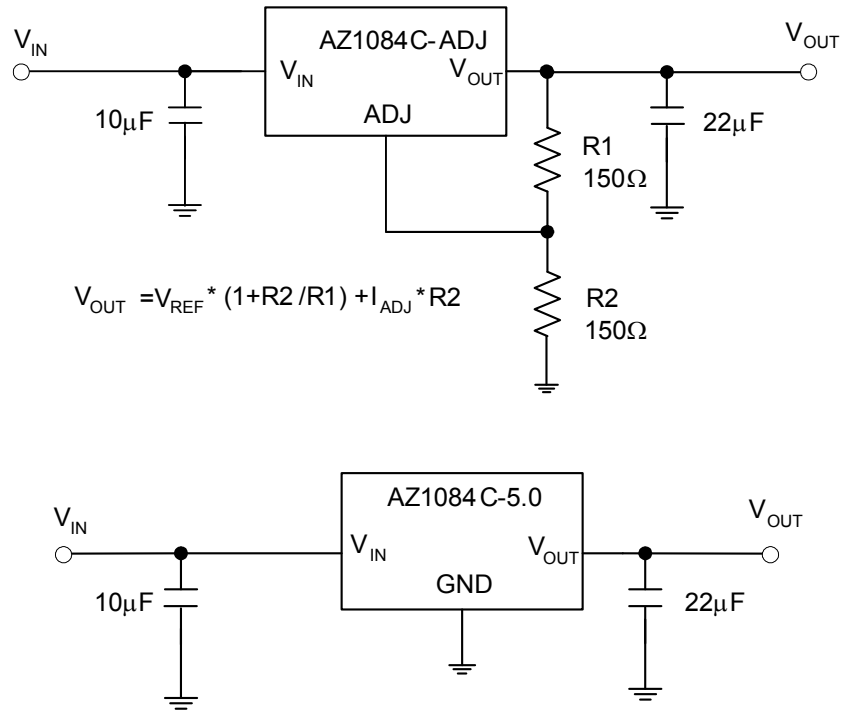 AZ1084C-ADJ
V_IN
V_OUT
V_IN
V_OUT
ADJ
10μF
22μF
R1
150Ω
V_OUT =V_REF* (1+R2/R1) +I_ADJ*R2
R2
150Ω
AZ1084C-5.0
V_IN
V_OUT
V_IN
V_OUT
GND
10μF
22μF